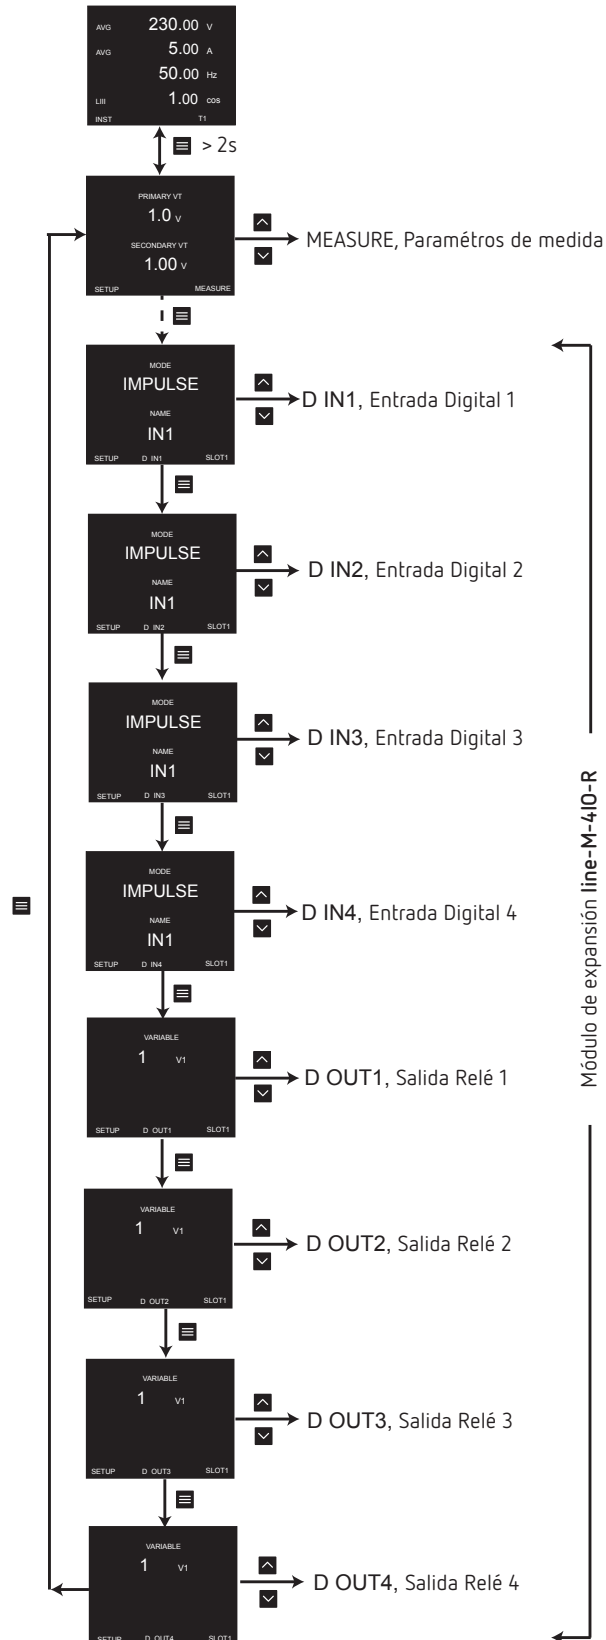 AVG 230.00 V
AVG 5.00 A
50.00 Hz
LIII 1.00 cos
INST T1
> 2s
PRIMARY VT
1.0 V
SECONDARY VT
1.00 V
SETUP MEASURE
MEASURE, Paramétros de medida
MODE
IMPULSE
NAME
IN1
SETUP D IN1 SLOT1
D IN1, Entrada Digital 1
MODE
IMPULSE
NAME
IN1
SETUP D IN2 SLOT1
D IN2, Entrada Digital 2
MODE
IMPULSE
NAME
IN1
SETUP D IN3 SLOT1
D IN3, Entrada Digital 3
MODE
IMPULSE
NAME
IN1
SETUP D IN4 SLOT1
D IN4, Entrada Digital 4
VARIABLE
1 V1
SETUP D OUT1 SLOT1
D OUT1, Salida Relé 1
VARIABLE
1 V1
SETUP D OUT2 SLOT1
D OUT2, Salida Relé 2
VARIABLE
1 V1
SETUP D OUT3 SLOT1
D OUT3, Salida Relé 3
VARIABLE
1 V1
SETUP D OUT4 SLOT1
D OUT4, Salida Relé 4
Módulo de expansión line-M-4IO-R